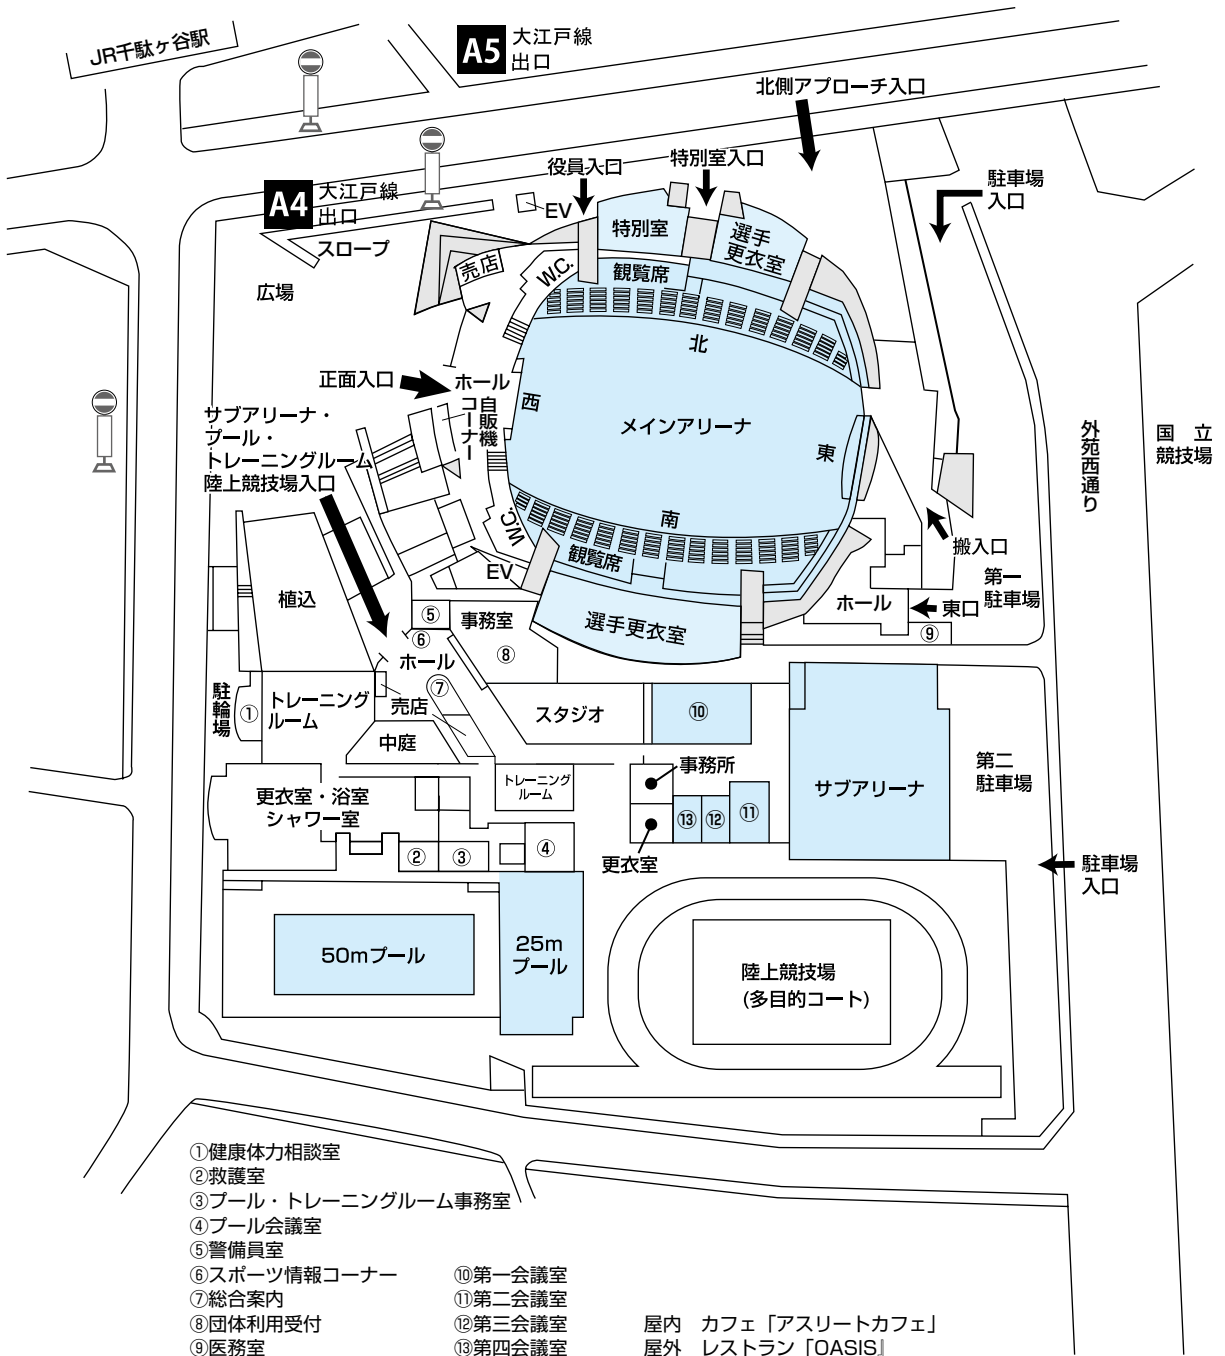 JR千駄ヶ谷駅
A5
大江戸線
出口
北側アプローチ入口
役員入口
特別室入口
駐車場
入口
A4
大江戸線
出口
スロープ
EV
特別室
選手
更衣室
売店
W.C.
観覧席
広場
北
正面入口
ホール
西
自販機
コーナー
メインアリーナ
東
サブアリーナ・
プール・
トレーニングルーム
陸上競技場入口
外苑西通り
国　立
競技場
南
W.C.
観覧席
搬入口
EV
第一
駐車場
植込
⑤
事務室
選手更衣室
ホール
東口
⑨
⑥
ホール
⑧
⑦
駐輪場
①
トレーニング
ルーム
売店
スタジオ
⑩
中庭
事務所
第二
駐車場
トレーニング
ルーム
サブアリーナ
更衣室・浴室
シャワー室
⑬
⑫
⑪
②
③
④
更衣室
駐車場
入口
50mプール
25m
プール
陸上競技場
(多目的コート)
①健康体力相談室
②救護室
③プール・トレーニングルーム事務室
④プール会議室
⑤警備員室
⑥スポーツ情報コーナー
⑦総合案内
⑧団体利用受付
⑨医務室
⑩第一会議室
⑪第二会議室
⑫第三会議室
⑬第四会議室
屋内　カフェ「アスリートカフェ」
屋外　レストラン「OASIS』